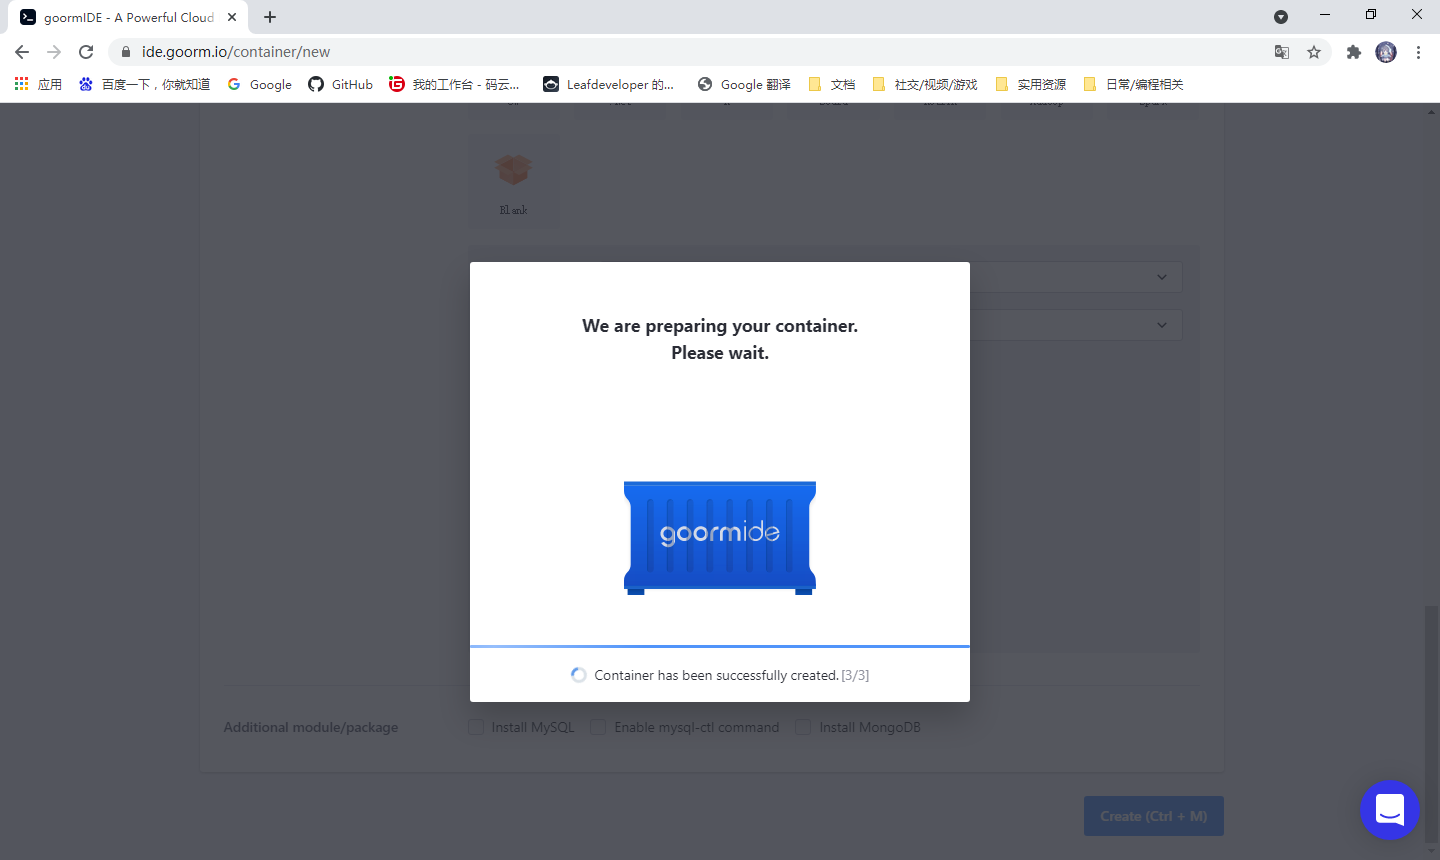 goormIDE - A Powerful Cloud
ide.goorm.io/container/new
应用
百度一下，你就知道
Google
GitHub
我的工作台 - 码云...
Leafdeveloper 的...
Google 翻译
文档
社交/视频/游戏
实用资源
日常/编程相关
Blank
We are preparing your container.
Please wait.
goormide
Container has been successfully created. [3/3]
Additional module/package
Install MySQL
Enable mysql-ctl command
Install MongoDB
Create (Ctrl + M)